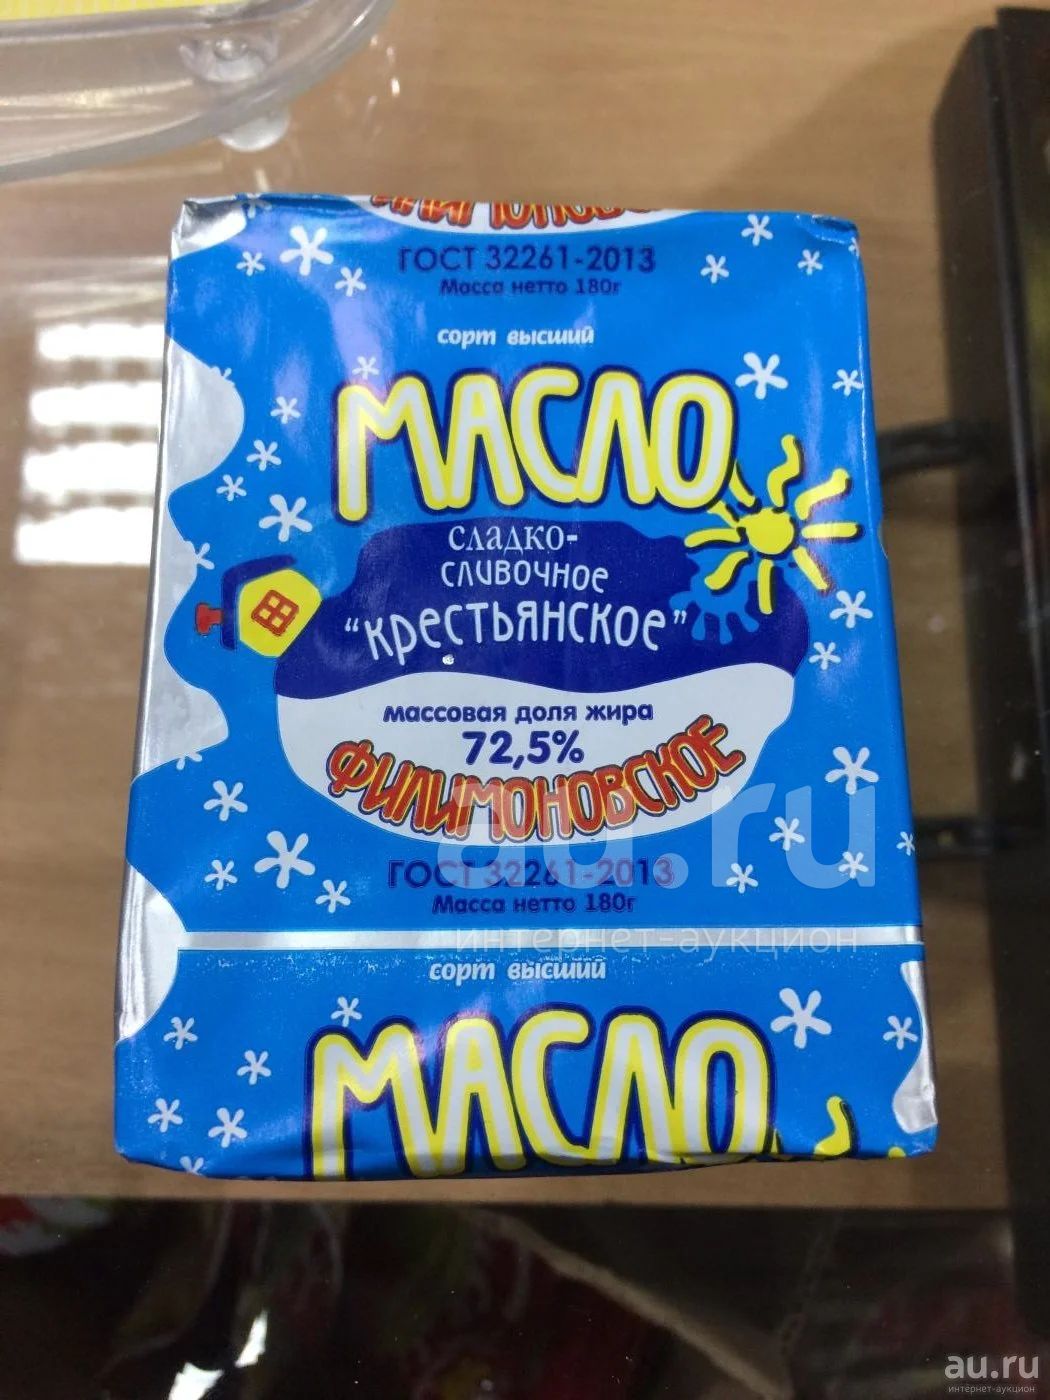 ФИЛИМОНОВСКОЕ
ГОСТ 32261-2013
Масса нетто 180г
сорт высший
МАСЛО
СЛАДКО-
СЛИВОЧНОЕ
"КРЕСТЬЯНСКОЕ"
массовая доля жира
72,5%
ФИЛИМОНОВСКОЕ
ГОСТ 32261-2013
Масса нетто 180г
сорт высший
МАСЛО
au.ru
интернет-аукцион
au.ru
интернет-аукцион